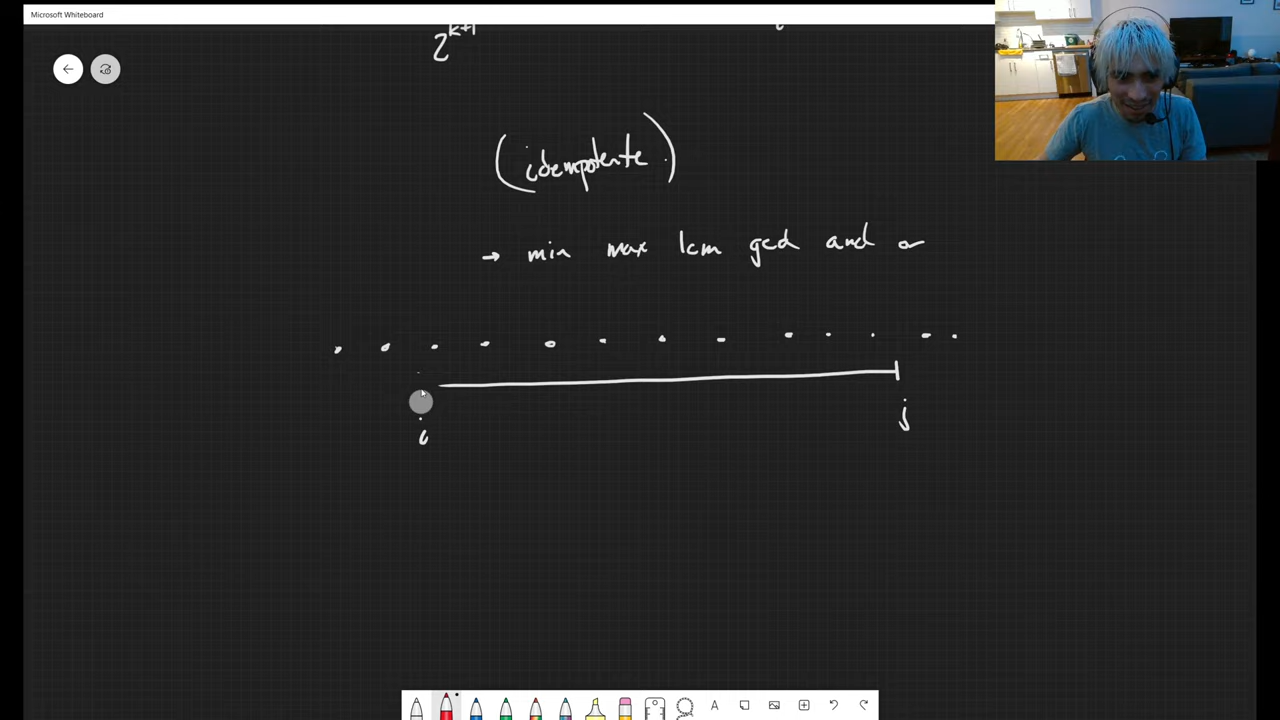 Microsoft Whiteboard
2^{k+1}
(idempotente)
→ min max lcm gcd and or
i j
A